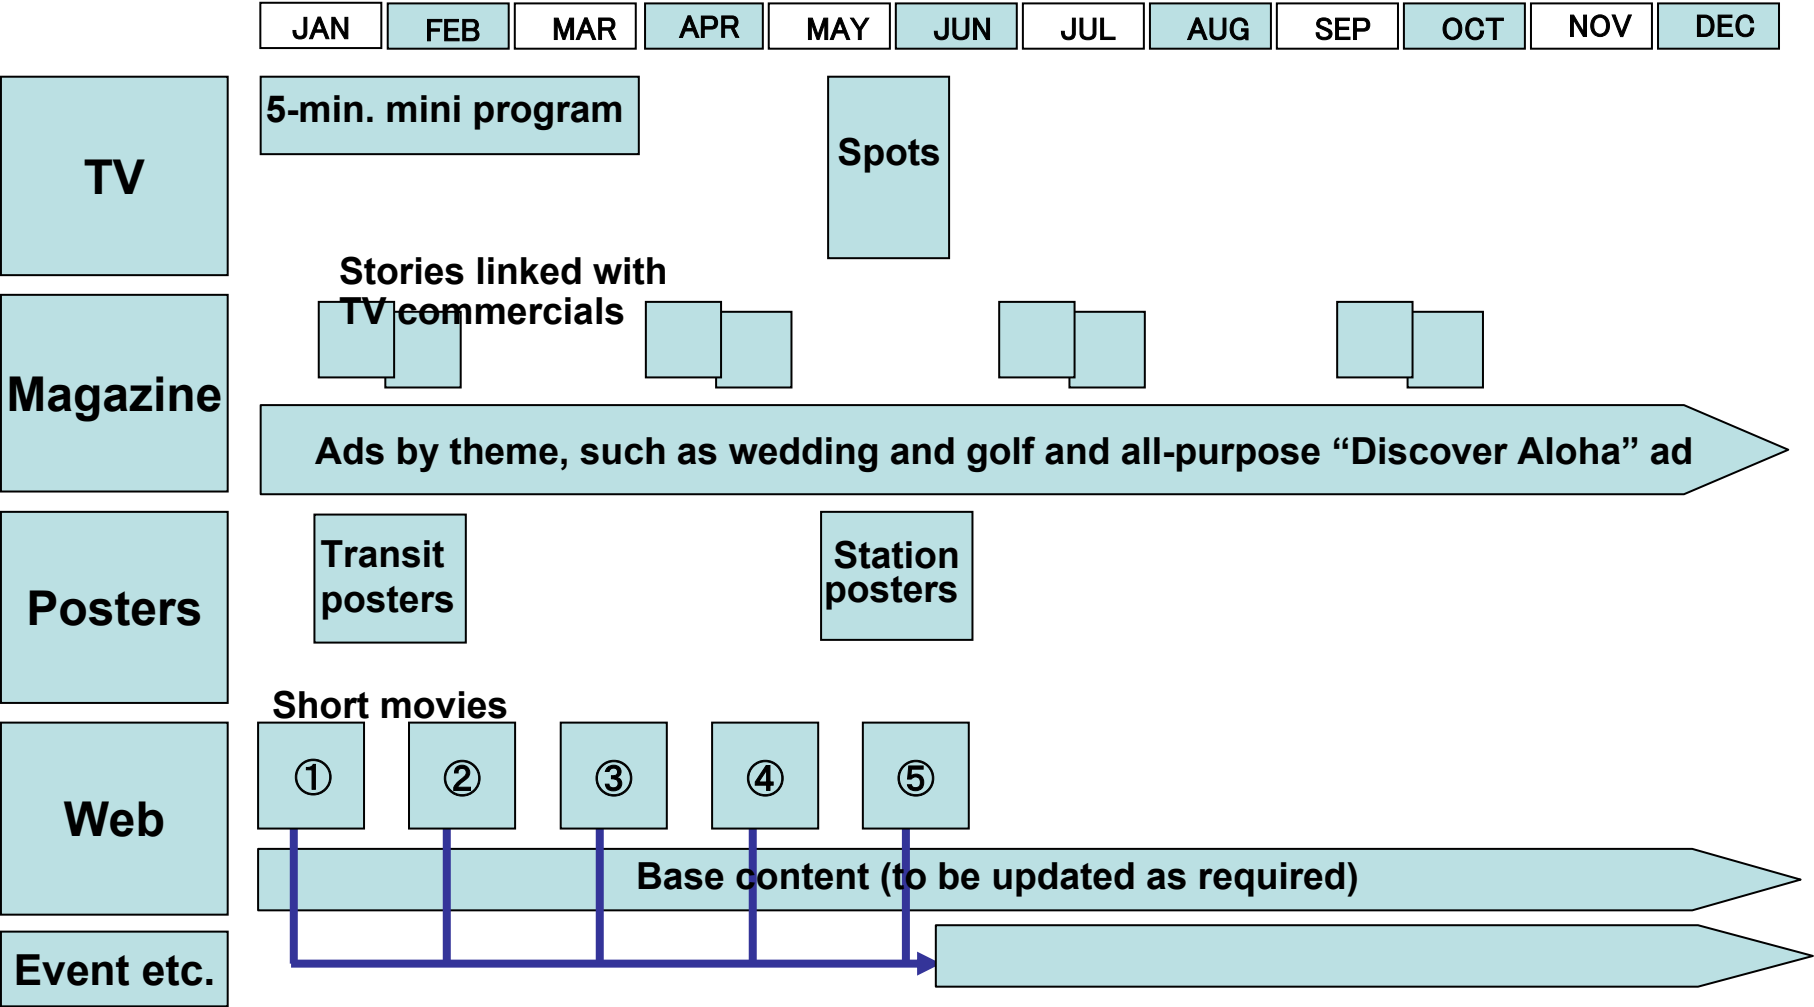 JAN FEB MAR APR MAY JUN JUL AUG SEP OCT NOV DEC
TV
5-min. mini program
Spots
Magazine
Stories linked with
TV commercials
Ads by theme, such as wedding and golf and all-purpose “Discover Aloha” ad
Posters
Transit
posters
Station
posters
Web
Short movies
① ② ③ ④ ⑤
Base content (to be updated as required)
Event etc.